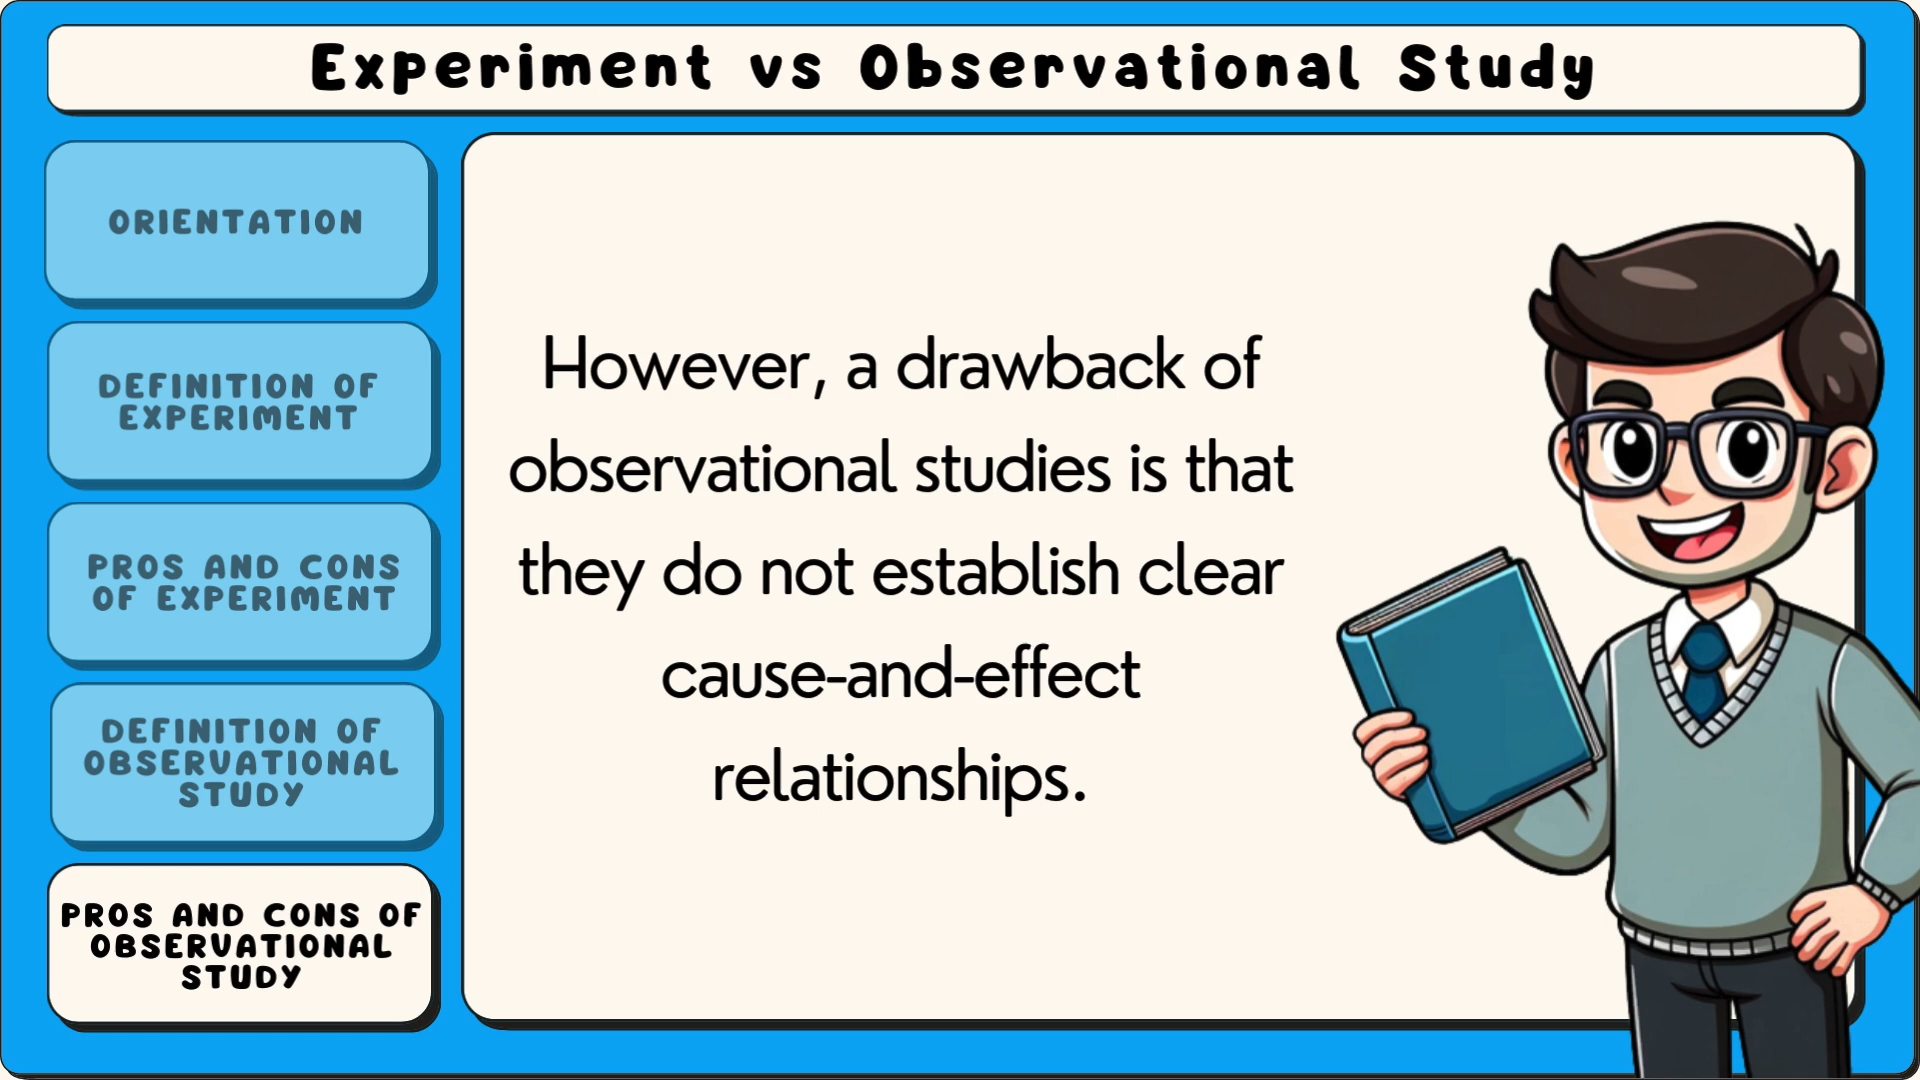 Experiment vs Observational Study
ORIENTATION
DEFINITION OF
EXPERIMENT
PROS AND CONS
OF EXPERIMENT
DEFINITION OF
OBSERVATIONAL
STUDY
PROS AND CONS OF
OBSERVATIONAL
STUDY
However, a drawback of
observational studies is that
they do not establish clear
cause-and-effect
relationships.